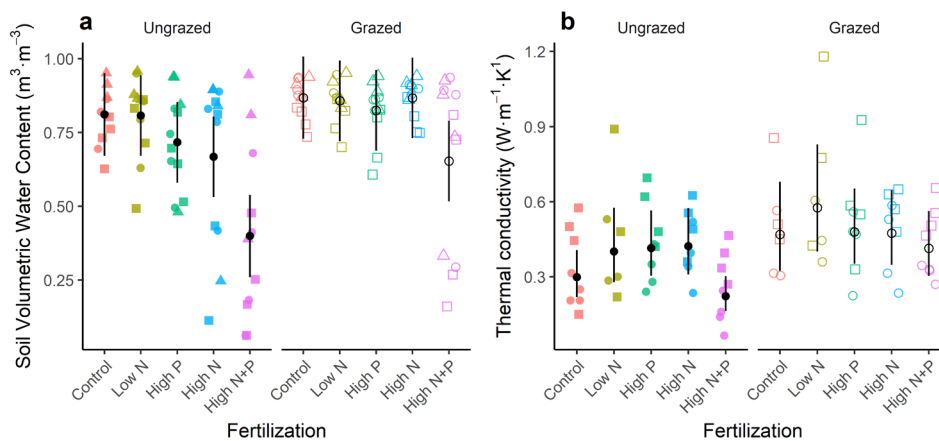 a
Ungrazed Grazed
Soil Volumetric Water Content (m³·m⁻³)
1.00
0.75
0.50
0.25
Control Low N High P High N High N+P
Control Low N High P High N High N+P
Fertilization
b
Ungrazed Grazed
Thermal conductivity (W·m⁻¹·K¹)
1.2
0.9
0.6
0.3
Control Low N High P High N High N+P
Control Low N High P High N High N+P
Fertilization